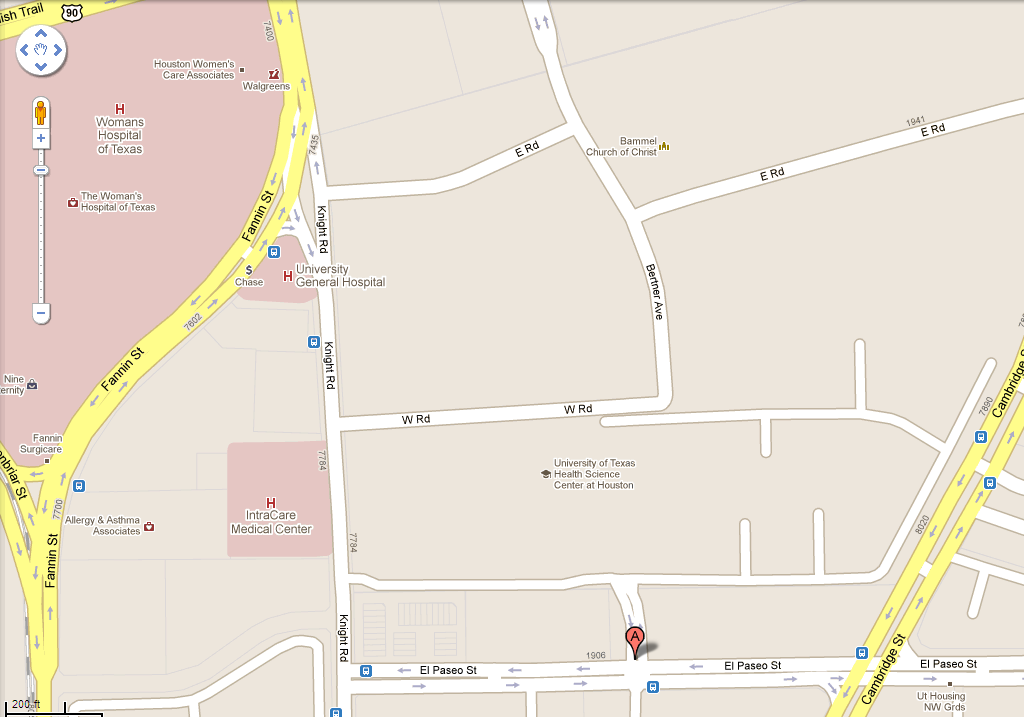 ish Trail
90
7400
Houston Women's
Care Associates
Walgreens
H
Womans
Hospital
of Texas
7435
E Rd
Bammel
Church of Christ
1941
E Rd
E Rd
The Woman's
Hospital of Texas
Fannin St
Knight Rd
$
Chase
H
University
General Hospital
Bertner Ave
7602
Fannin St
Knight Rd
Nine
ernity
W Rd
W Rd
Cambridge S
7890
Fannin
Surgicare
nbriar St
7784
University of Texas
Health Science
Center at Houston
H
IntraCare
Medical Center
7700
Allergy & Asthma
Associates
8020
7784
Fannin St
Knight Rd
A
1906
El Paseo St
El Paseo St
El Paseo St
Cambridge St
Ut Housing
NW Grds
200 ft